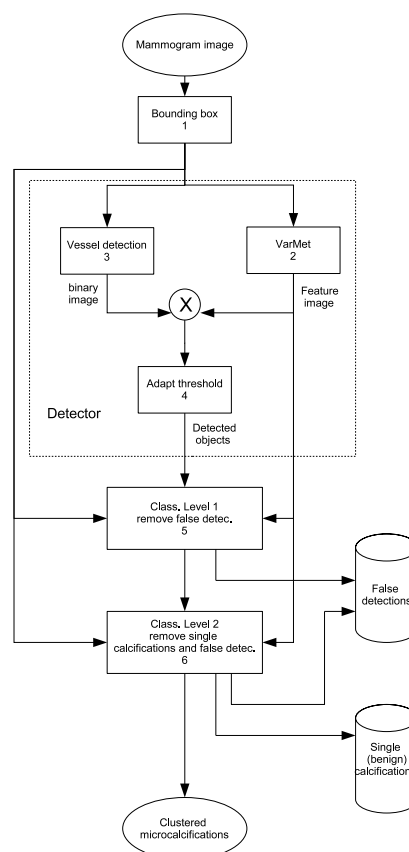 Mammogram image
Bounding box
1
Vessel detection
3
VarMet
2
binary
image
Feature
image
X
Adapt threshold
4
Detector
Detected
objects
Class. Level 1
remove false detec.
5
False
detections
Class. Level 2
remove single
calcifications and false detec.
6
Single
(benign)
calcification
Clustered
microcalcifications